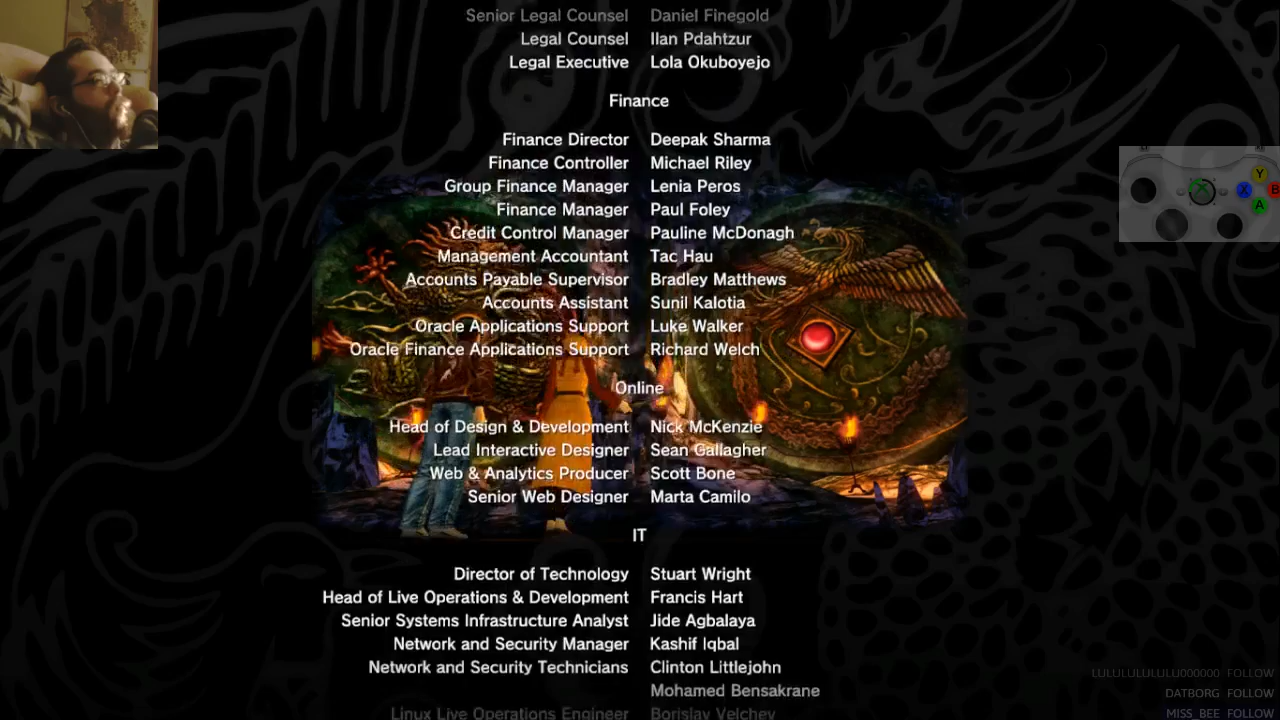 Senior Legal Counsel Daniel Finegold
Legal Counsel Ilan Pdahtzur
Legal Executive Lola Okuboyejo
Finance
Finance Director Deepak Sharma
Finance Controller Michael Riley
Group Finance Manager Lenia Peros
Finance Manager Paul Foley
Credit Control Manager Pauline McDonagh
Management Accountant Tac Hau
Accounts Payable Supervisor Bradley Matthews
Accounts Assistant Sunil Kalotia
Oracle Applications Support Luke Walker
Oracle Finance Applications Support Richard Welch
Online
Head of Design & Development Nick McKenzie
Lead Interactive Designer Sean Gallagher
Web & Analytics Producer Scott Bone
Senior Web Designer Marta Camilo
IT
Director of Technology Stuart Wright
Head of Live Operations & Development Francis Hart
Senior Systems Infrastructure Analyst Jide Agbalaya
Network and Security Manager Kashif Iqbal
Network and Security Technicians Clinton Littlejohn
Mohamed Bensakrane
Linux Live Operations Engineer Borislav Velchev
Y
X
B
A
FOLLOW
DATBORG FOLLOW
MISS_BEE FOLLOW